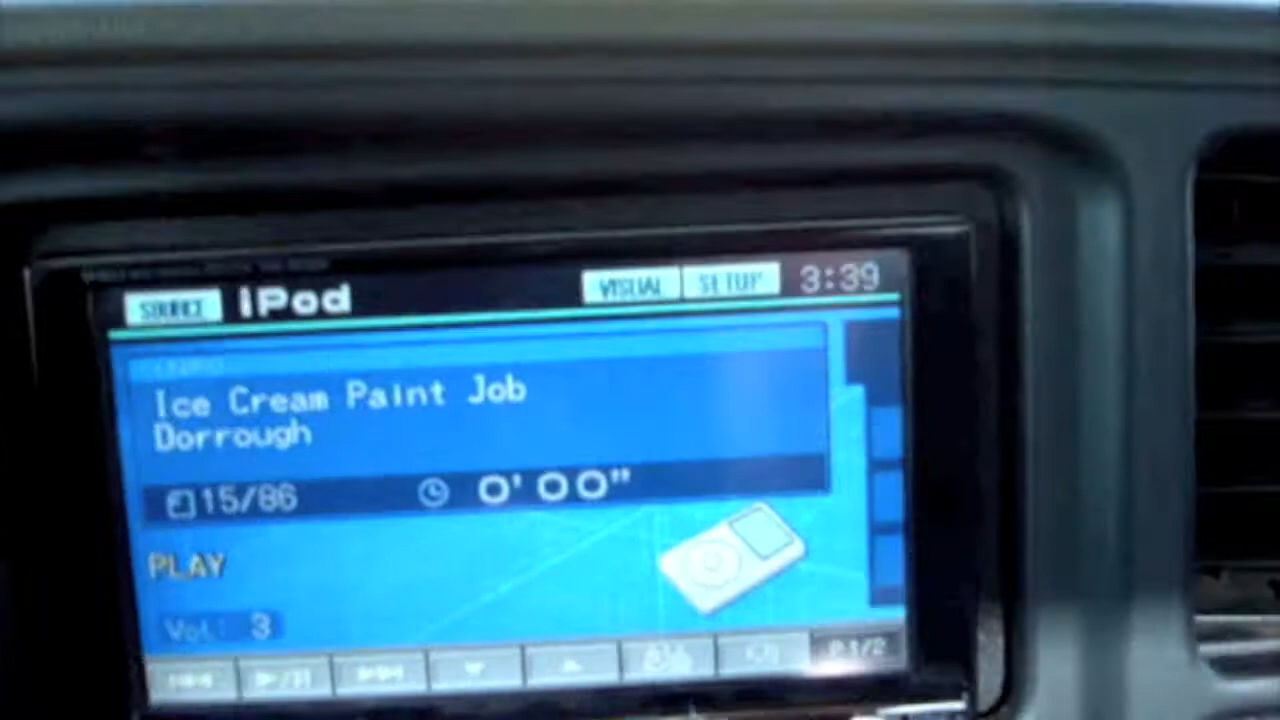 SOURCE iPod VISUAL SETUP 3:39
Ice Cream Paint Job
Dorrough
15/86 0'00"
PLAY
Vol: 3
P.1/2